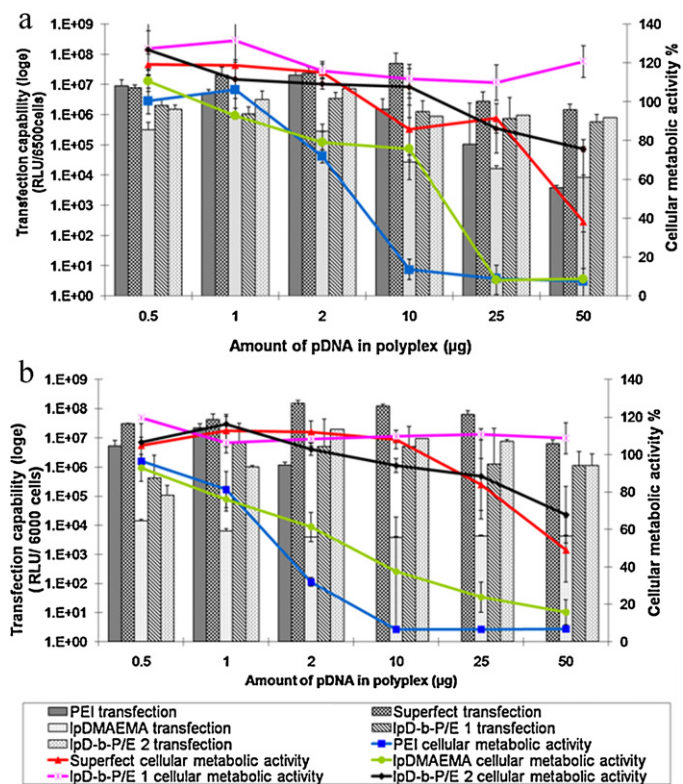 a
1.E+09
1.E+08
1.E+07
1.E+06
1.E+05
1.E+04
1.E+03
1.E+02
1.E+01
1.E+00
Transfection capability (loge)
(RLU/6500cells)
140
120
100
80
60
40
20
0
Cellular metabolic activity %
0.5 1 2 10 25 50
Amount of pDNA in polyplex (µg)
b
1.E+09
1.E+08
1.E+07
1.E+06
1.E+05
1.E+04
1.E+03
1.E+02
1.E+01
1.E+00
Transfection capability (loge)
( RLU/ 6000 cells)
140
120
100
80
60
40
20
0
Cellular metabolic activity %
0.5 1 2 10 25 50
Amount of pDNA in polyplex (µg)
PEI transfection
Superfect transfection
lpDMAEMA transfection
lpD-b-P/E 1 transfection
lpD-b-P/E 2 transfection
PEI cellular metabolic activity
Superfect cellular metabolic activity
lpDMAEMA cellular metabolic activity
lpD-b-P/E 1 cellular metabolic activity
lpD-b-P/E 2 cellular metabolic activity